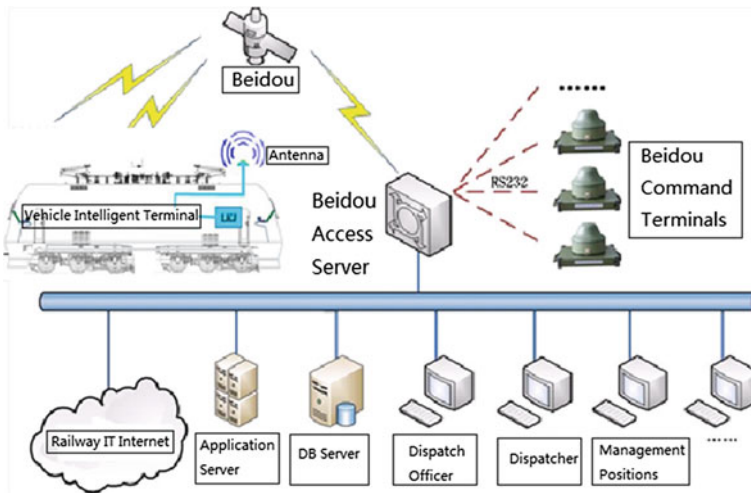 Beidou
Antenna
Vehicle Intelligent Terminal
Beidou
Access
Server
RS232
......
Beidou
Command
Terminals
Railway IT Internet
Application
Server
DB Server
Dispatch
Officer
Dispatcher
Management
Positions
......